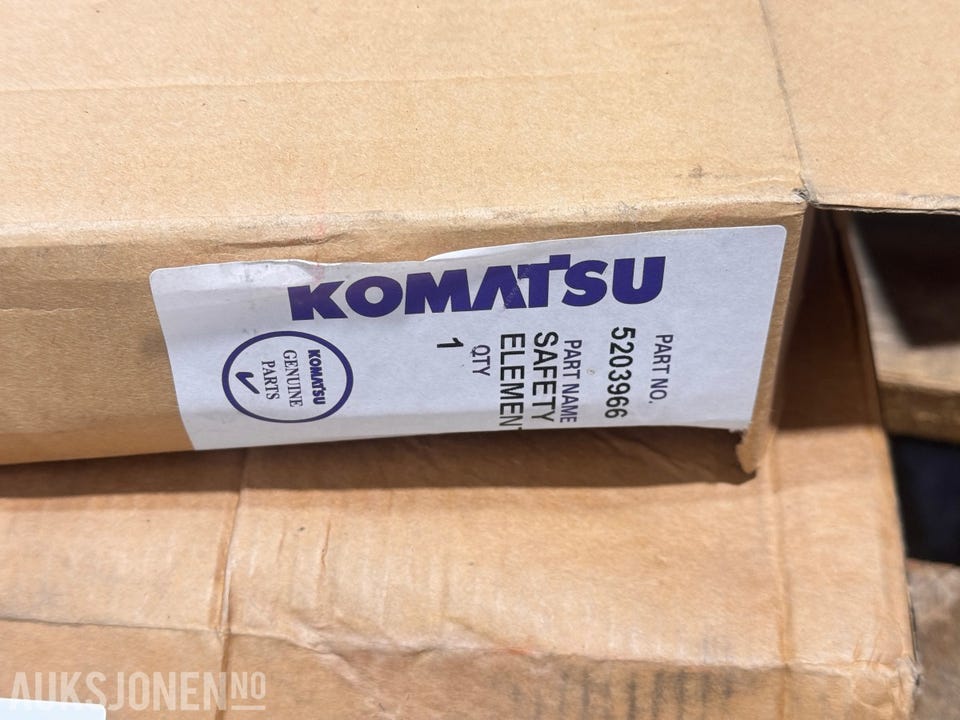 KOMATSU
PART NO.
5203966
PART NAME
SAFETY
ELEMENT
QTY
1
KOMATSU
GENUINE
PARTS
AUKSJONEN NO